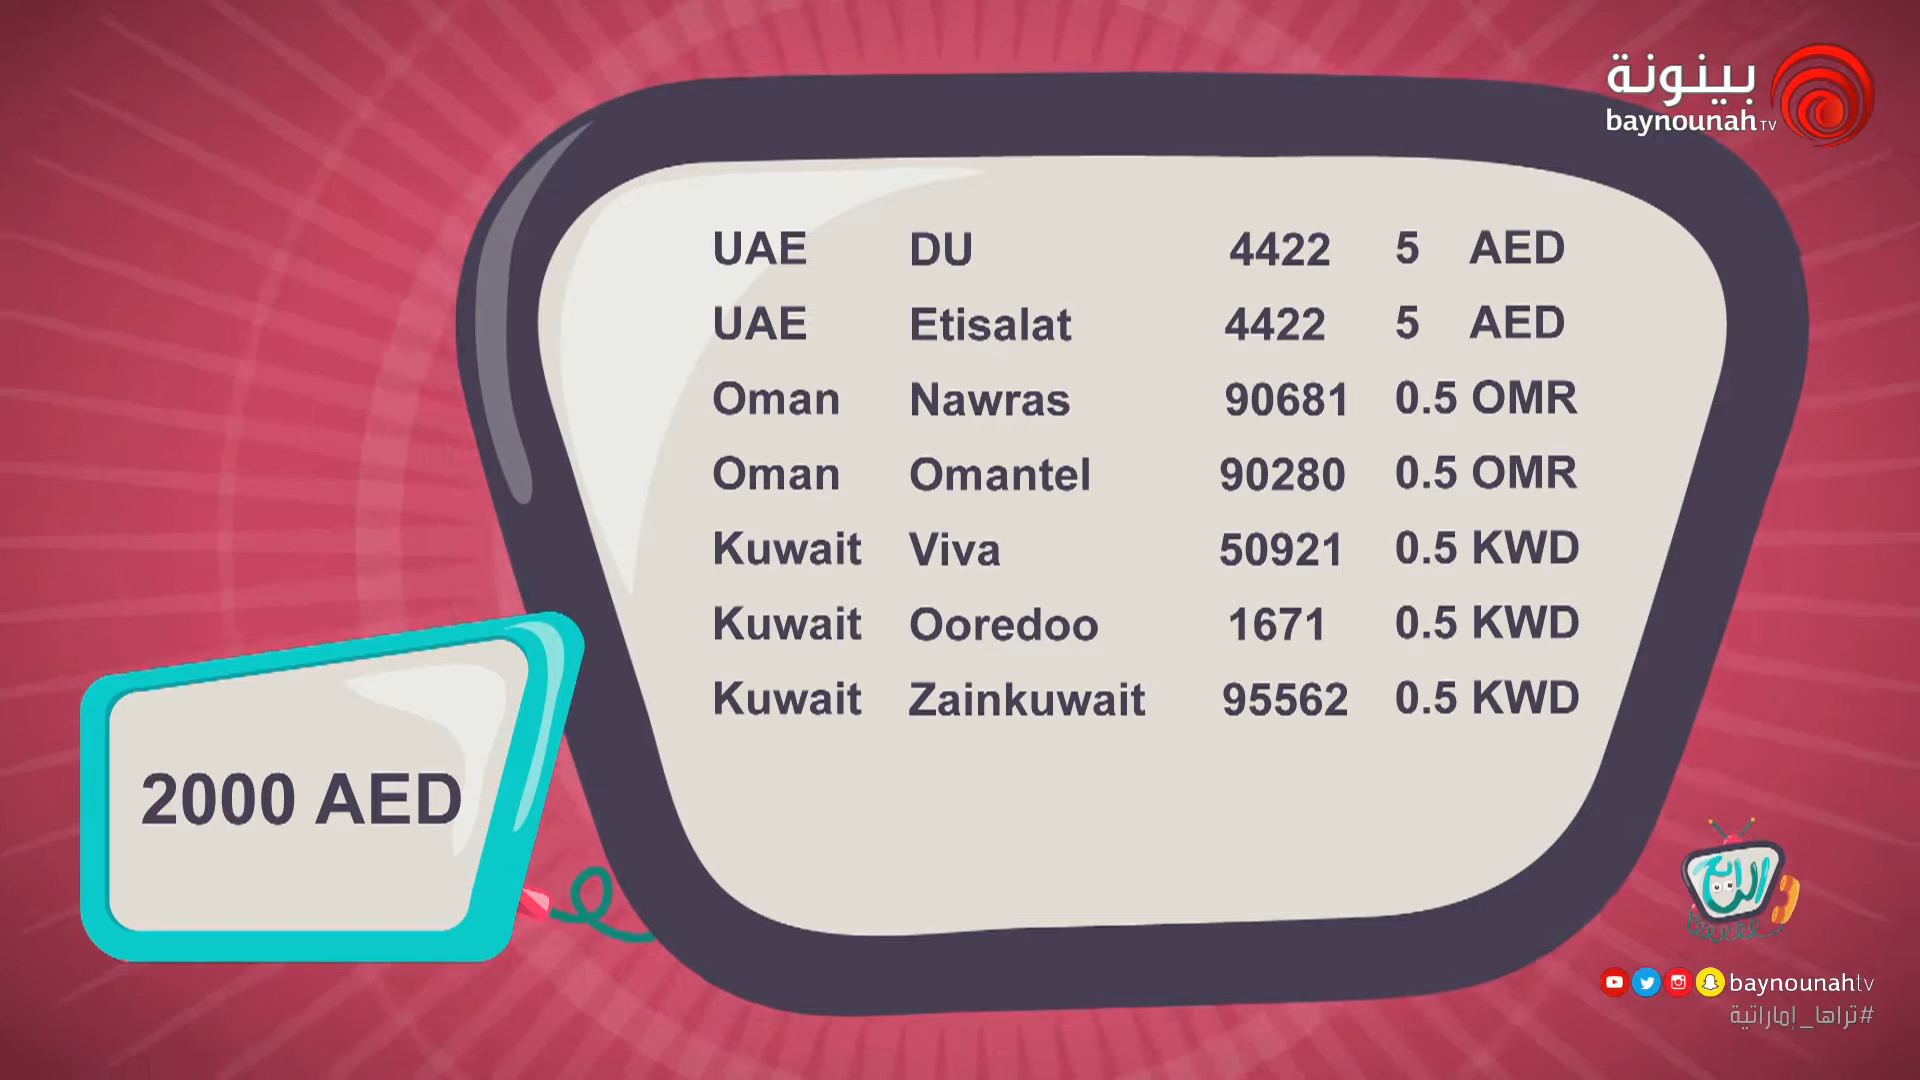 بينونة
baynounah TV
UAE DU 4422 5 AED
UAE Etisalat 4422 5 AED
Oman Nawras 90681 0.5 OMR
Oman Omantel 90280 0.5 OMR
Kuwait Viva 50921 0.5 KWD
Kuwait Ooredoo 1671 0.5 KWD
Kuwait Zainkuwait 95562 0.5 KWD
2000 AED
الرابح
baynounahtv
#تراها_إماراتية